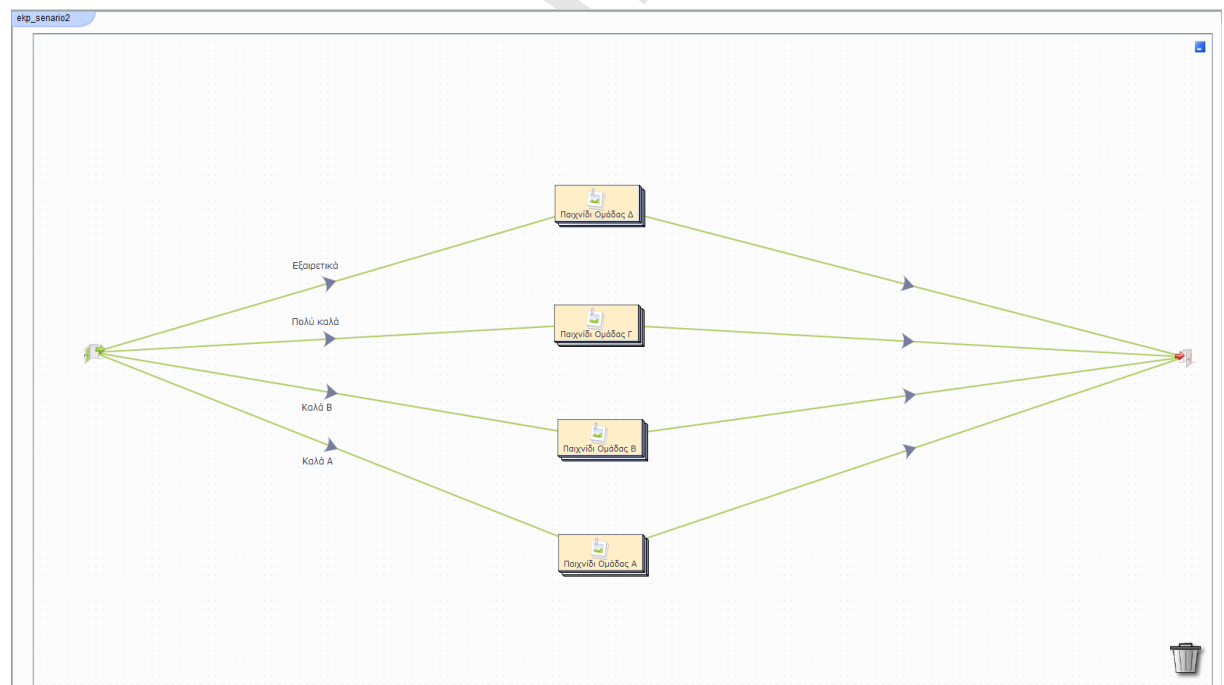 ekp_senario2
Παιχνίδι Ομάδας Δ
Εξαιρετικά
Πολύ καλά
Παιχνίδι Ομάδας Γ
Καλά Β
Παιχνίδι Ομάδας Β
Καλά Α
Παιχνίδι Ομάδας Α